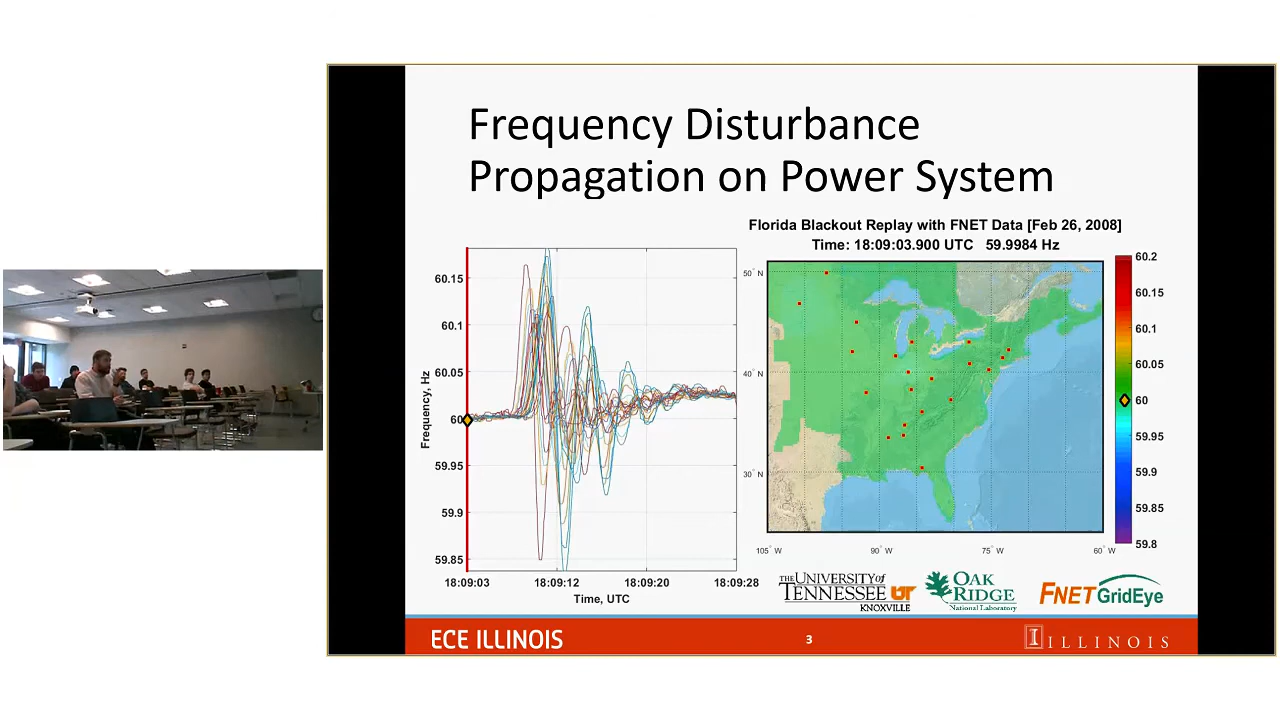 Frequency Disturbance
Propagation on Power System
Florida Blackout Replay with FNET Data [Feb 26, 2008]
Time: 18:09:03.900 UTC 59.9984 Hz
60.15
60.1
60.05
60
59.95
59.9
59.85
Frequency, Hz
18:09:03 18:09:12 18:09:20 18:09:28
Time, UTC
50° N
40° N
30° N
105° W 90° W 75° W 60° W
60.2
60.15
60.1
60.05
60
59.95
59.9
59.85
59.8
THE UNIVERSITY of
TENNESSEE UT
KNOXVILLE
OAK
RIDGE
National Laboratory
FNET GridEye
ECE ILLINOIS
3
I ILLINOIS